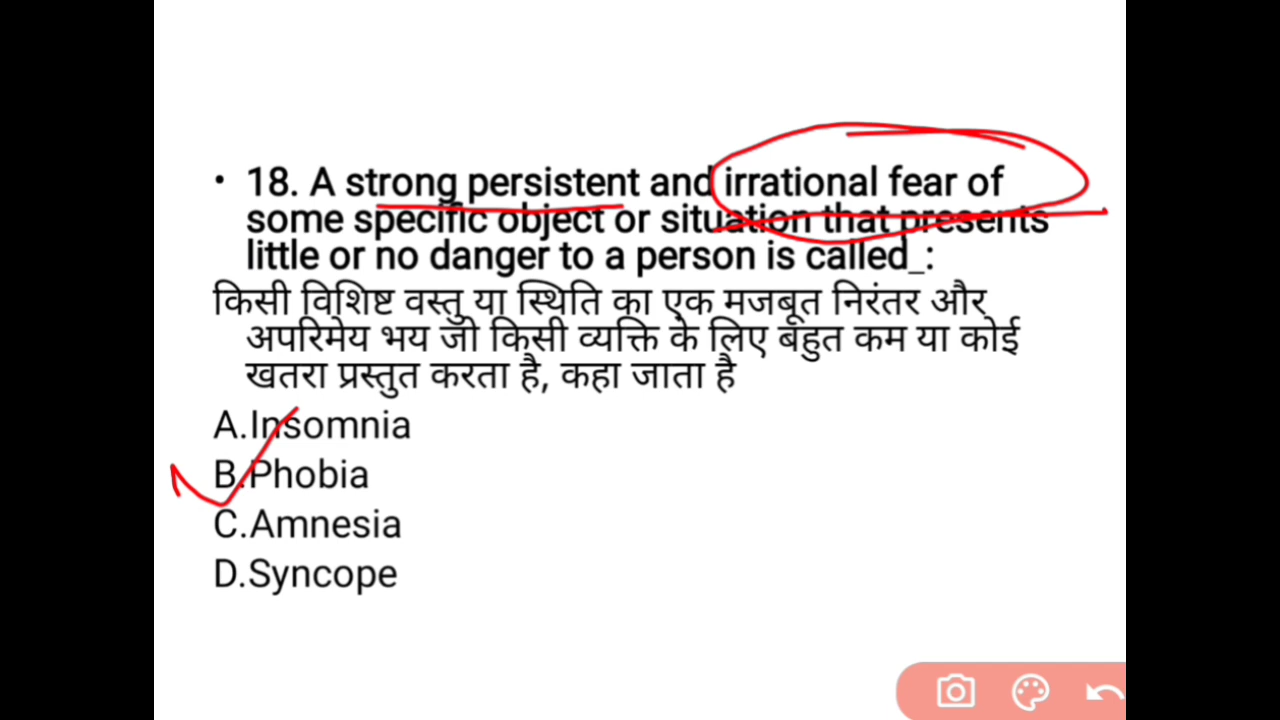 • 18. A strong persistent and irrational fear of
some specific object or situation that presents
little or no danger to a person is called_:
किसी विशिष्ट वस्तु या स्थिति का एक मजबूत निरंतर और
अपरिमेय भय जो किसी व्यक्ति के लिए बहुत कम या कोई
खतरा प्रस्तुत करता है, कहा जाता है
A.Insomnia
B.Phobia
C.Amnesia
D.Syncope